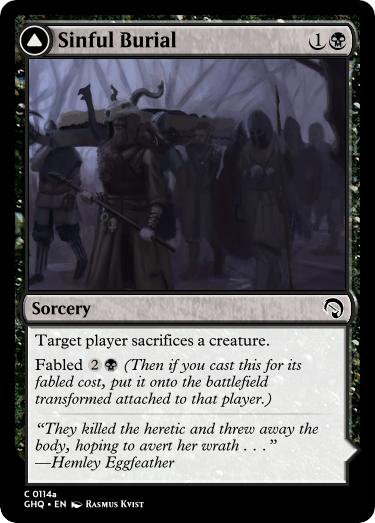 Sinful Burial
1
Sorcery
Target player sacrifices a creature.
Fabled 2 (Then if you cast this for its
fabled cost, put it onto the battlefield
transformed attached to that player.)
"They killed the heretic and threw away the
body, hoping to avert her wrath . . ."
—Hemley Eggfeather
C 0114a
GHQ • EN Rasmus Kvist